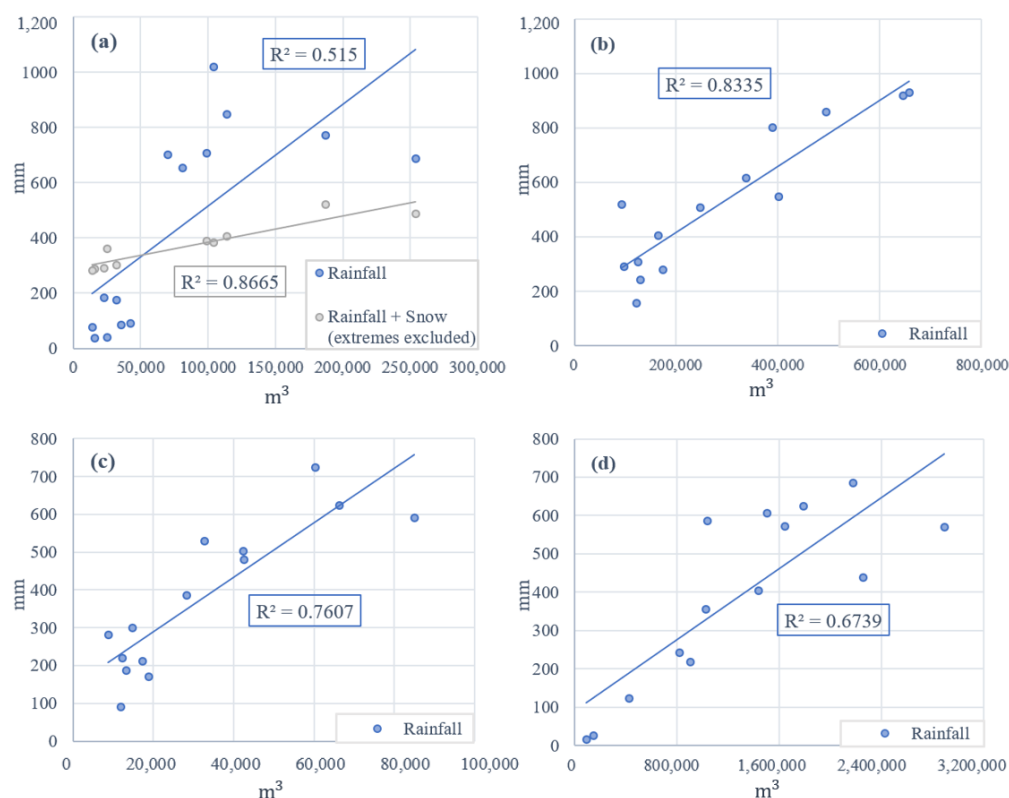 1,200
(a)
R² = 0.515
1000
800
mm
600
400
R² = 0.8665
Rainfall
200
Rainfall + Snow
(extremes excluded)
0
0
50,000
100,000
150,000
200,000
250,000
300,000
m³
1,200
(b)
1000
R² = 0.8335
800
mm
600
400
200
Rainfall
0
0
200,000
400,000
600,000
800,000
m³
800
(c)
700
600
500
mm
400
R² = 0.7607
300
200
100
Rainfall
0
0
20,000
40,000
60,000
80,000
100,000
m³
800
(d)
700
600
500
mm
400
R² = 0.6739
300
200
100
Rainfall
0
0
800,000
1,600,000
2,400,000
3,200,000
m³